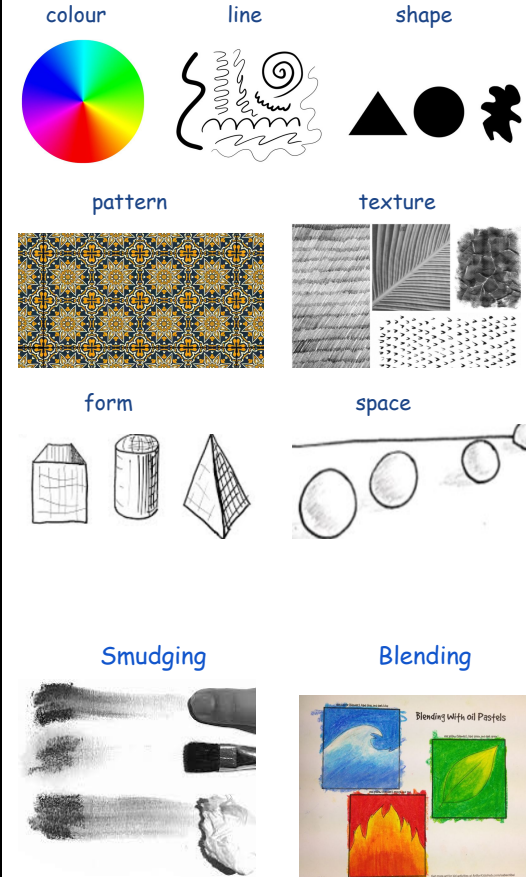 colour
line
shape
pattern
texture
form
space
Smudging
Blending
Blending with oil Pastels